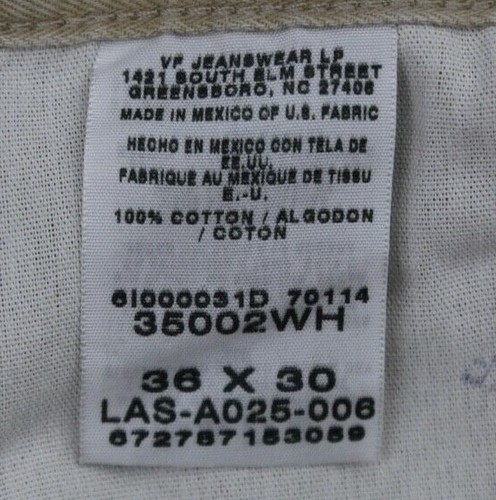 VF JEANSWEAR LP
1421 SOUTH ELM STREET
GREENSBORO, NC 27406
MADE IN MEXICO OF U.S. FABRIC
HECHO EN MEXICO CON TELA DE
EE.UU.
FABRIQUE AU MEXIQUE DE TISSU
E.-U.
100% COTTON / ALGODON
/ COTON
6I000031D 70114
35002WH
36 X 30
LAS-A025-006
672787153059